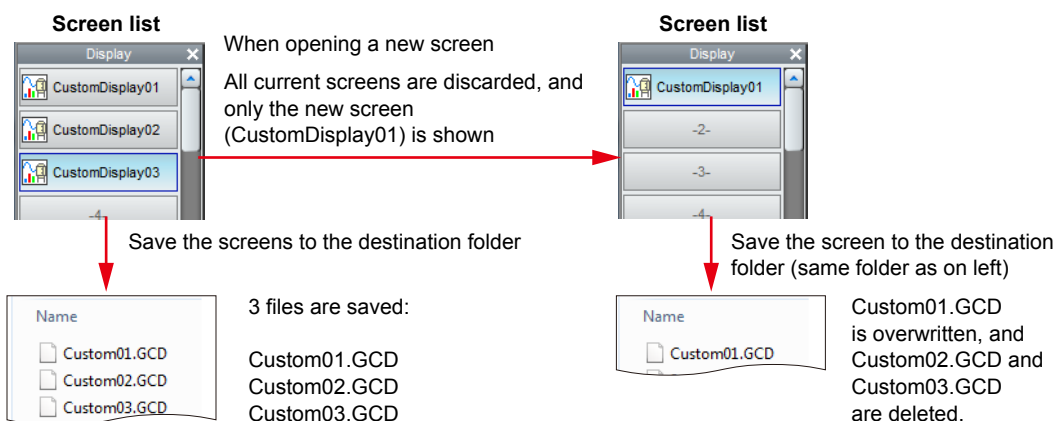 Screen list
Display
CustomDisplay01
CustomDisplay02
CustomDisplay03
-4-
When opening a new screen
All current screens are discarded, and
only the new screen
(CustomDisplay01) is shown
Screen list
Display
CustomDisplay01
-2-
-3-
-4-
Save the screens to the destination folder
Name
Custom01.GCD
Custom02.GCD
Custom03.GCD
3 files are saved:
Custom01.GCD
Custom02.GCD
Custom03.GCD
Save the screen to the destination
folder (same folder as on left)
Name
Custom01.GCD
Custom01.GCD
is overwritten, and
Custom02.GCD and
Custom03.GCD
are deleted.